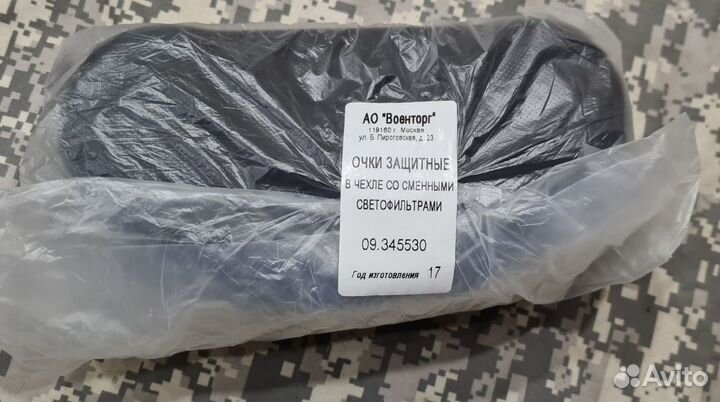 АО "Военторг"
119160 г. Москва
ул. Б. Пироговская, д. 23
ОЧКИ ЗАЩИТНЫЕ
В ЧЕХЛЕ СО СМЕННЫМИ
СВЕТОФИЛЬТРАМИ
09.345530
Год изготовления 17
Avito